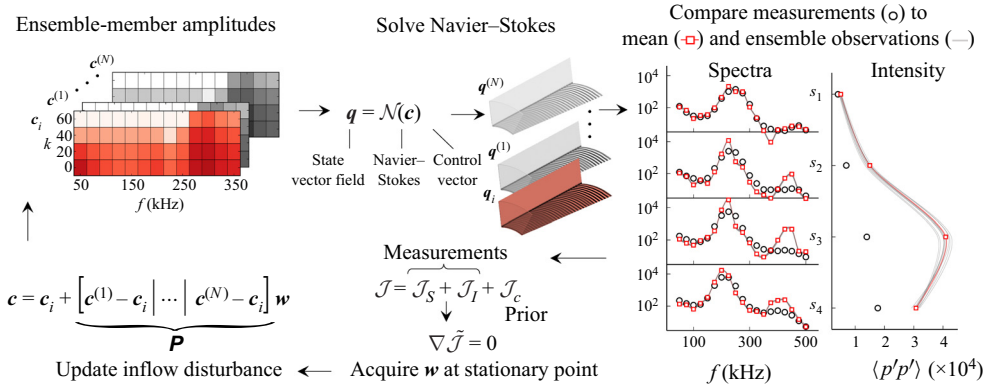 Ensemble-member amplitudes
Solve Navier–Stokes
Compare measurements (○) to
mean (-□-) and ensemble observations (—)
c^(N)
c^(1)
c_i
60
k 40
20
0
50 150 250 350
f (kHz)
q = N(c)
State vector field
Navier–Stokes
Control vector
q^(N)
q^(1)
q_i
Spectra
Intensity
10^4
10^2
10^4
10^2
10^4
10^2
10^4
10^2
100 300 500
f (kHz)
s_1
s_2
s_3
s_4
1 2 3 4
⟨p′p′⟩ (×10^4)
Measurements
J = J_S + J_I + J_c
Prior
∇J̃ = 0
Acquire w at stationary point
c = c_i + [c^(1) – c_i | ··· | c^(N) – c_i] w
P
Update inflow disturbance